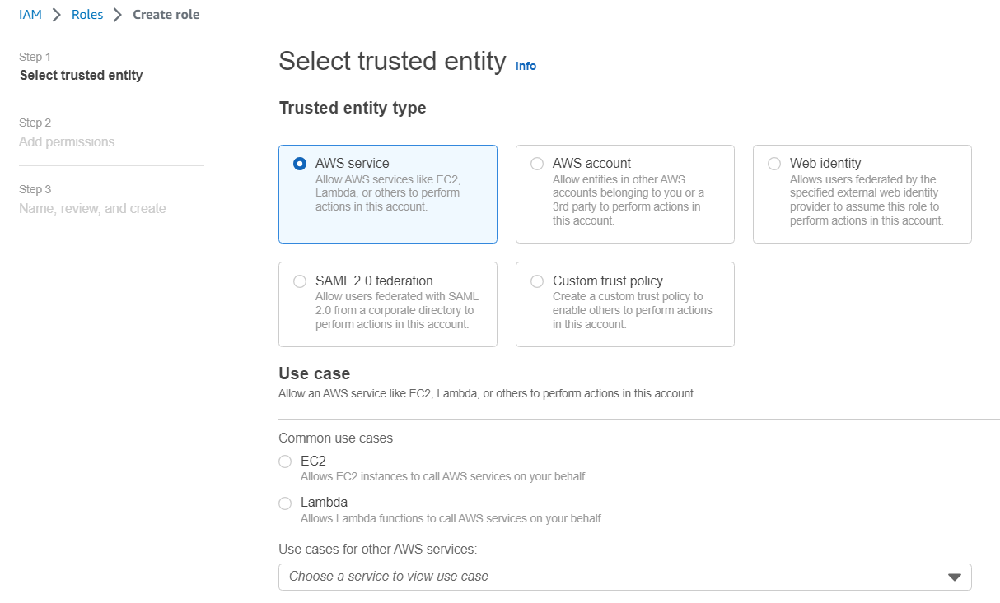 IAM > Roles > Create role
Step 1
Select trusted entity
Step 2
Add permissions
Step 3
Name, review, and create
Select trusted entity Info
Trusted entity type
AWS service
Allow AWS services like EC2,
Lambda, or others to perform
actions in this account.
AWS account
Allow entities in other AWS
accounts belonging to you or a
3rd party to perform actions in
this account.
Web identity
Allows users federated by the
specified external web identity
provider to assume this role to
perform actions in this account.
SAML 2.0 federation
Allow users federated with SAML
2.0 from a corporate directory to
perform actions in this account.
Custom trust policy
Create a custom trust policy to
enable others to perform actions
in this account.
Use case
Allow an AWS service like EC2, Lambda, or others to perform actions in this account.
Common use cases
EC2
Allows EC2 instances to call AWS services on your behalf.
Lambda
Allows Lambda functions to call AWS services on your behalf.
Use cases for other AWS services:
Choose a service to view use case